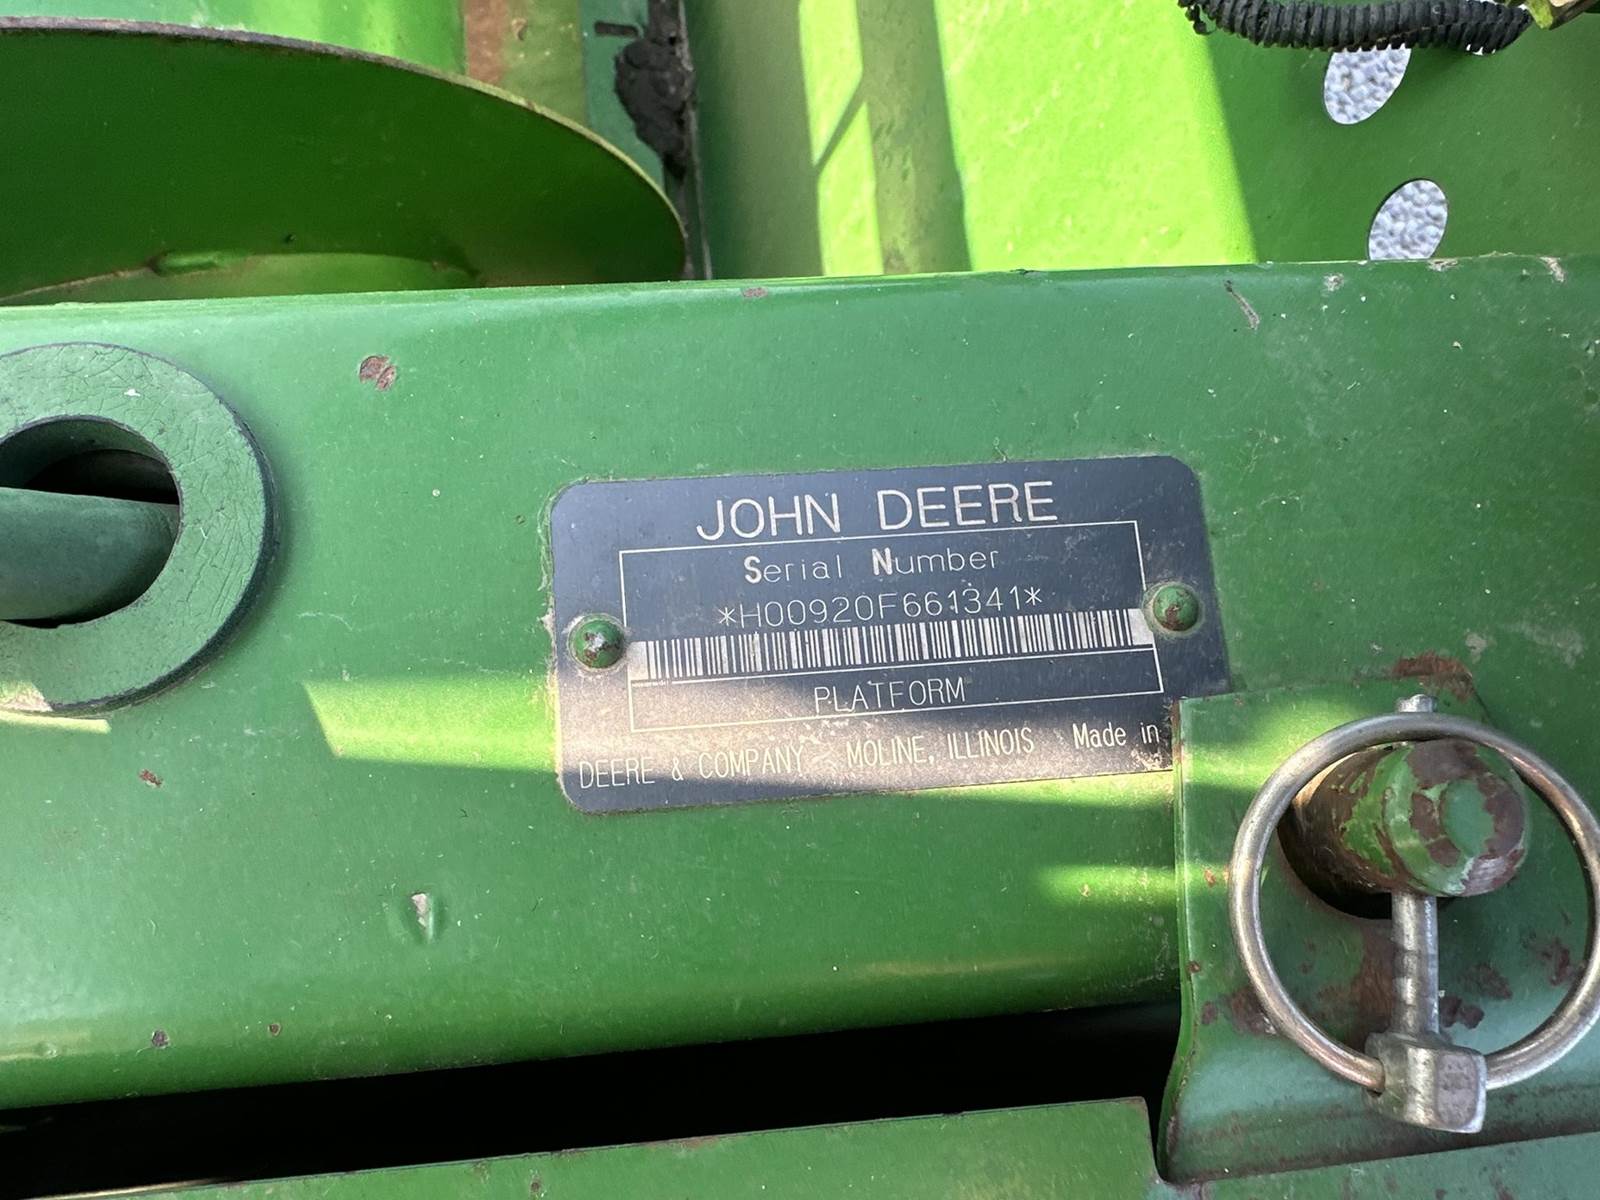 JOHN DEERE
Serial Number
*H00920F661341*
PLATFORM
DEERE & COMPANY MOLINE, ILLINOIS Made in